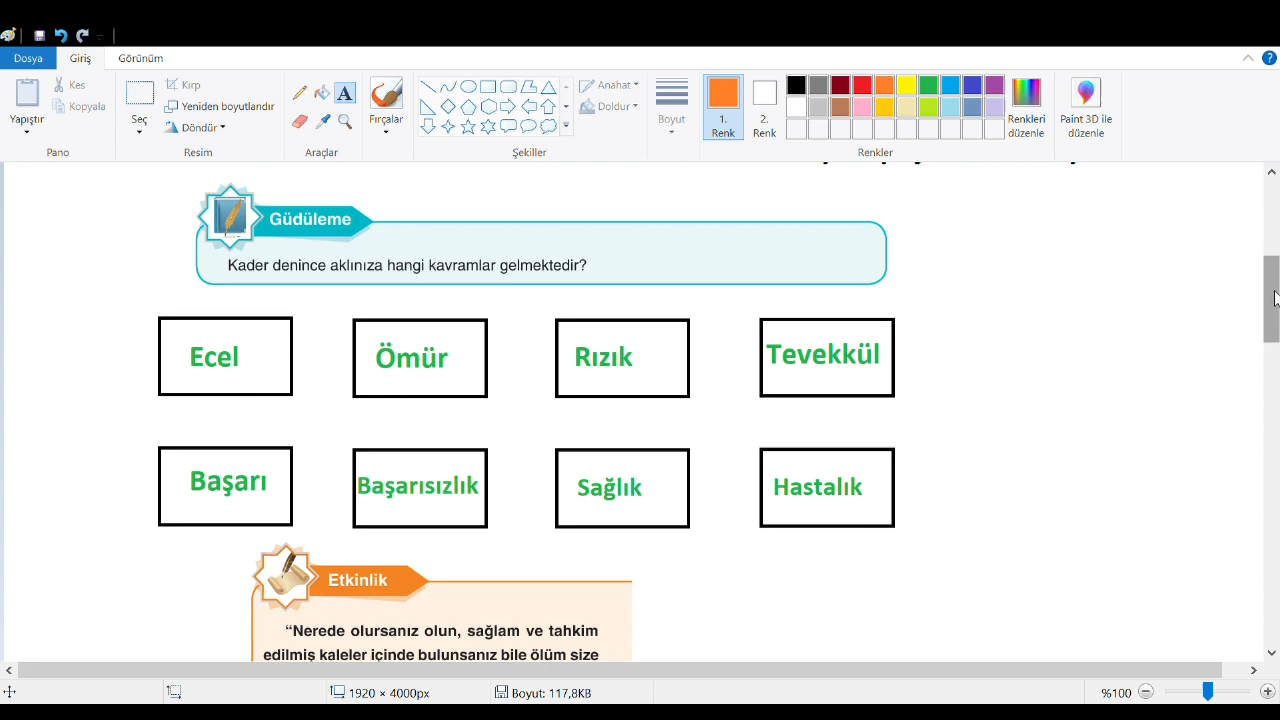 Dosya Giriş Görünüm
Yapıştır Kes Kopyala Pano
Seç Kırp Yeniden boyutlandır Döndür Resim
A Araçlar
Fırçalar
Anahat Doldur Şekiller
Boyut
1. Renk 2. Renk Renkleri düzenle Renkler
Paint 3D ile düzenle
Güdüleme
Kader denince aklınıza hangi kavramlar gelmektedir?
Ecel Ömür Rızık Tevekkül
Başarı Başarısızlık Sağlık Hastalık
Etkinlik
“Nerede olursanız olun, sağlam ve tahkim
edilmiş kaleler içinde bulunsanız bile ölüm size
1920 × 4000px Boyut: 117,8KB %100